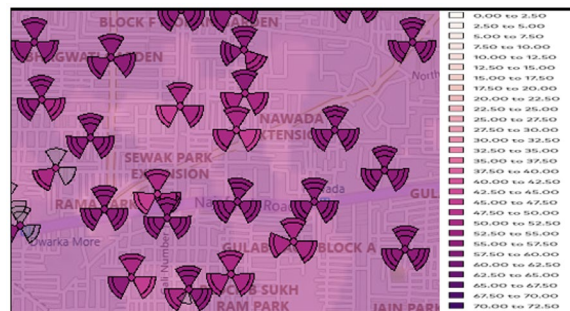 BLOCK F
GARDEN
BHAGWATI GARDEN
North
NAWADA
EXTENSION
SEWAK PARK
EXTENSION
RAMA PARK
Road
Dwarka More
BLOCK A
SUKH
RAM PARK
JAIN PARK
0.00 to 2.50
2.50 to 5.00
5.00 to 7.50
7.50 to 10.00
10.00 to 12.50
12.50 to 15.00
15.00 to 17.50
17.50 to 20.00
20.00 to 22.50
22.50 to 25.00
25.00 to 27.50
27.50 to 30.00
30.00 to 32.50
32.50 to 35.00
35.00 to 37.50
37.50 to 40.00
40.00 to 42.50
42.50 to 45.00
45.00 to 47.50
47.50 to 50.00
50.00 to 52.50
52.50 to 55.00
55.00 to 57.50
57.50 to 60.00
60.00 to 62.50
62.50 to 65.00
65.00 to 67.50
67.50 to 70.00
70.00 to 72.50